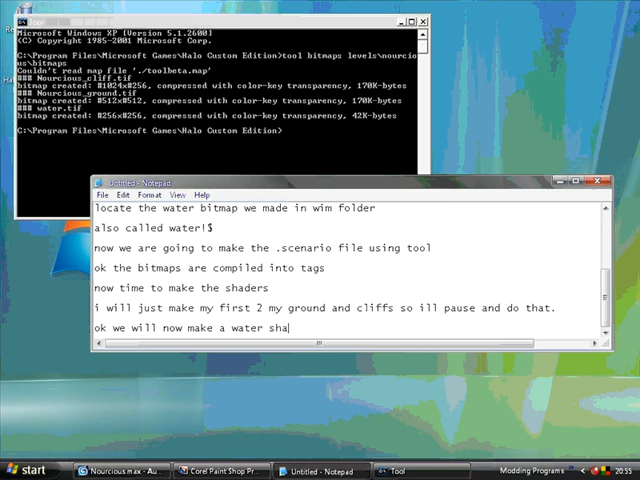 Tool
Microsoft Windows XP [Version 5.1.2600]
(C) Copyright 1985-2001 Microsoft Corp.
C:\Program Files\Microsoft Games\Halo Custom Edition>tool bitmaps levels\nourcio
us\bitmaps
Couldn't read map file './toolbeta.map'
### Nourcious_cliff.tif
bitmap created: #1024x#256, compressed with color-key transparency, 170K-bytes
### Nourcious_ground.tif
bitmap created: #512x#512, compressed with color-key transparency, 170K-bytes
### water.tif
bitmap created: #256x#256, compressed with color-key transparency, 42K-bytes
C:\Program Files\Microsoft Games\Halo Custom Edition>
Untitled - Notepad
File Edit Format View Help
locate the water bitmap we made in wim folder
also called water!$
now we are going to make the .scenario file using tool
ok the bitmaps are compiled into tags
now time to make the shaders
i will just make my first 2 my ground and cliffs so ill pause and do that.
ok we will now make a water sha
start Nourcious.max - Au... Corel Paint Shop Pr... Untitled - Notepad Tool Modding Programs » 20:55